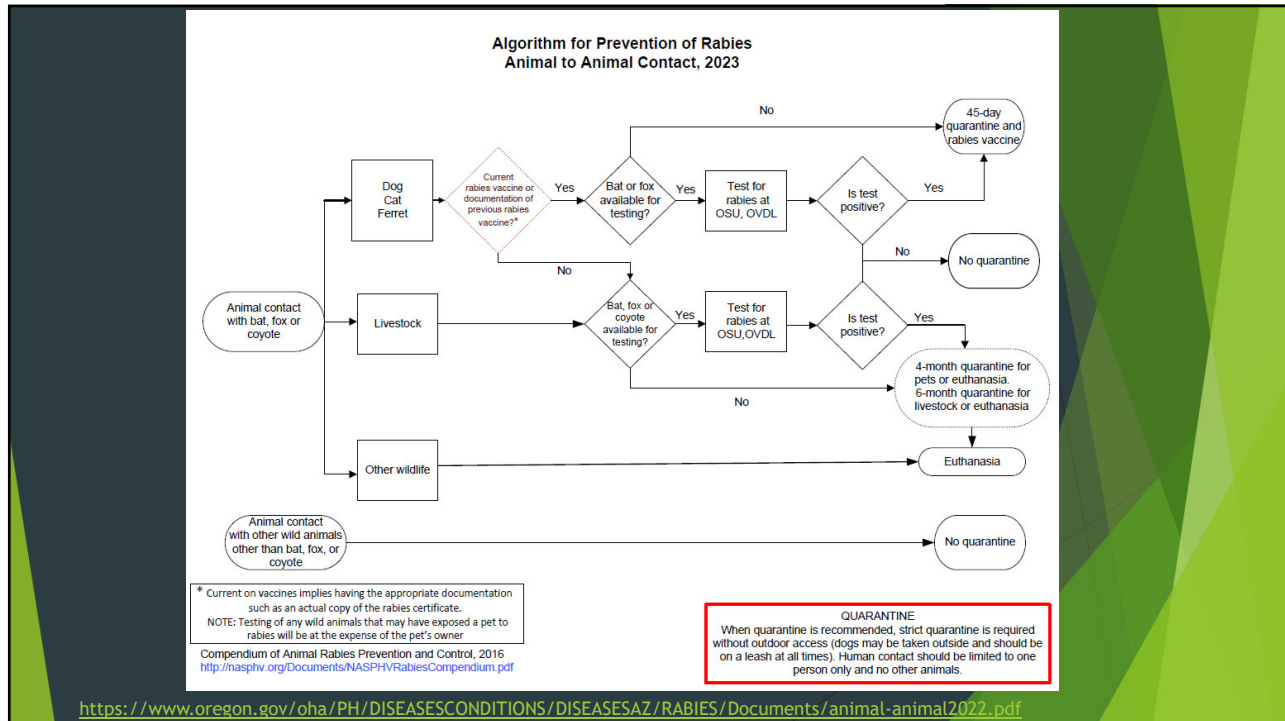 Algorithm for Prevention of Rabies
Animal to Animal Contact, 2023
No
45-day
quarantine and
rabies vaccine
Dog
Cat
Ferret
Current
rabies vaccine or
documentation of
previous rabies
vaccine?*
Yes
Bat or fox
available for
testing?
Yes
Test for
rabies at
OSU, OVDL
Is test
positive?
Yes
No
No
No quarantine
Animal contact
with bat, fox or
coyote
Livestock
Bat, fox or
coyote
available for
testing?
Yes
Test for
rabies at
OSU,OVDL
Is test
positive?
Yes
No
4-month quarantine for
pets or euthanasia.
6-month quarantine for
livestock or euthanasia
Other wildlife
Euthanasia
Animal contact
with other wild animals
other than bat, fox, or
coyote
No quarantine
* Current on vaccines implies having the appropriate documentation
such as an actual copy of the rabies certificate.
NOTE: Testing of any wild animals that may have exposed a pet to
rabies will be at the expense of the pet's owner
Compendium of Animal Rabies Prevention and Control, 2016
http://nasphv.org/Documents/NASPHVRabiesCompendium.pdf
QUARANTINE
When quarantine is recommended, strict quarantine is required
without outdoor access (dogs may be taken outside and should be
on a leash at all times). Human contact should be limited to one
person only and no other animals.
https://www.oregon.gov/oha/PH/DISEASESCONDITIONS/DISEASESAZ/RABIES/Documents/animal-animal2022.pdf